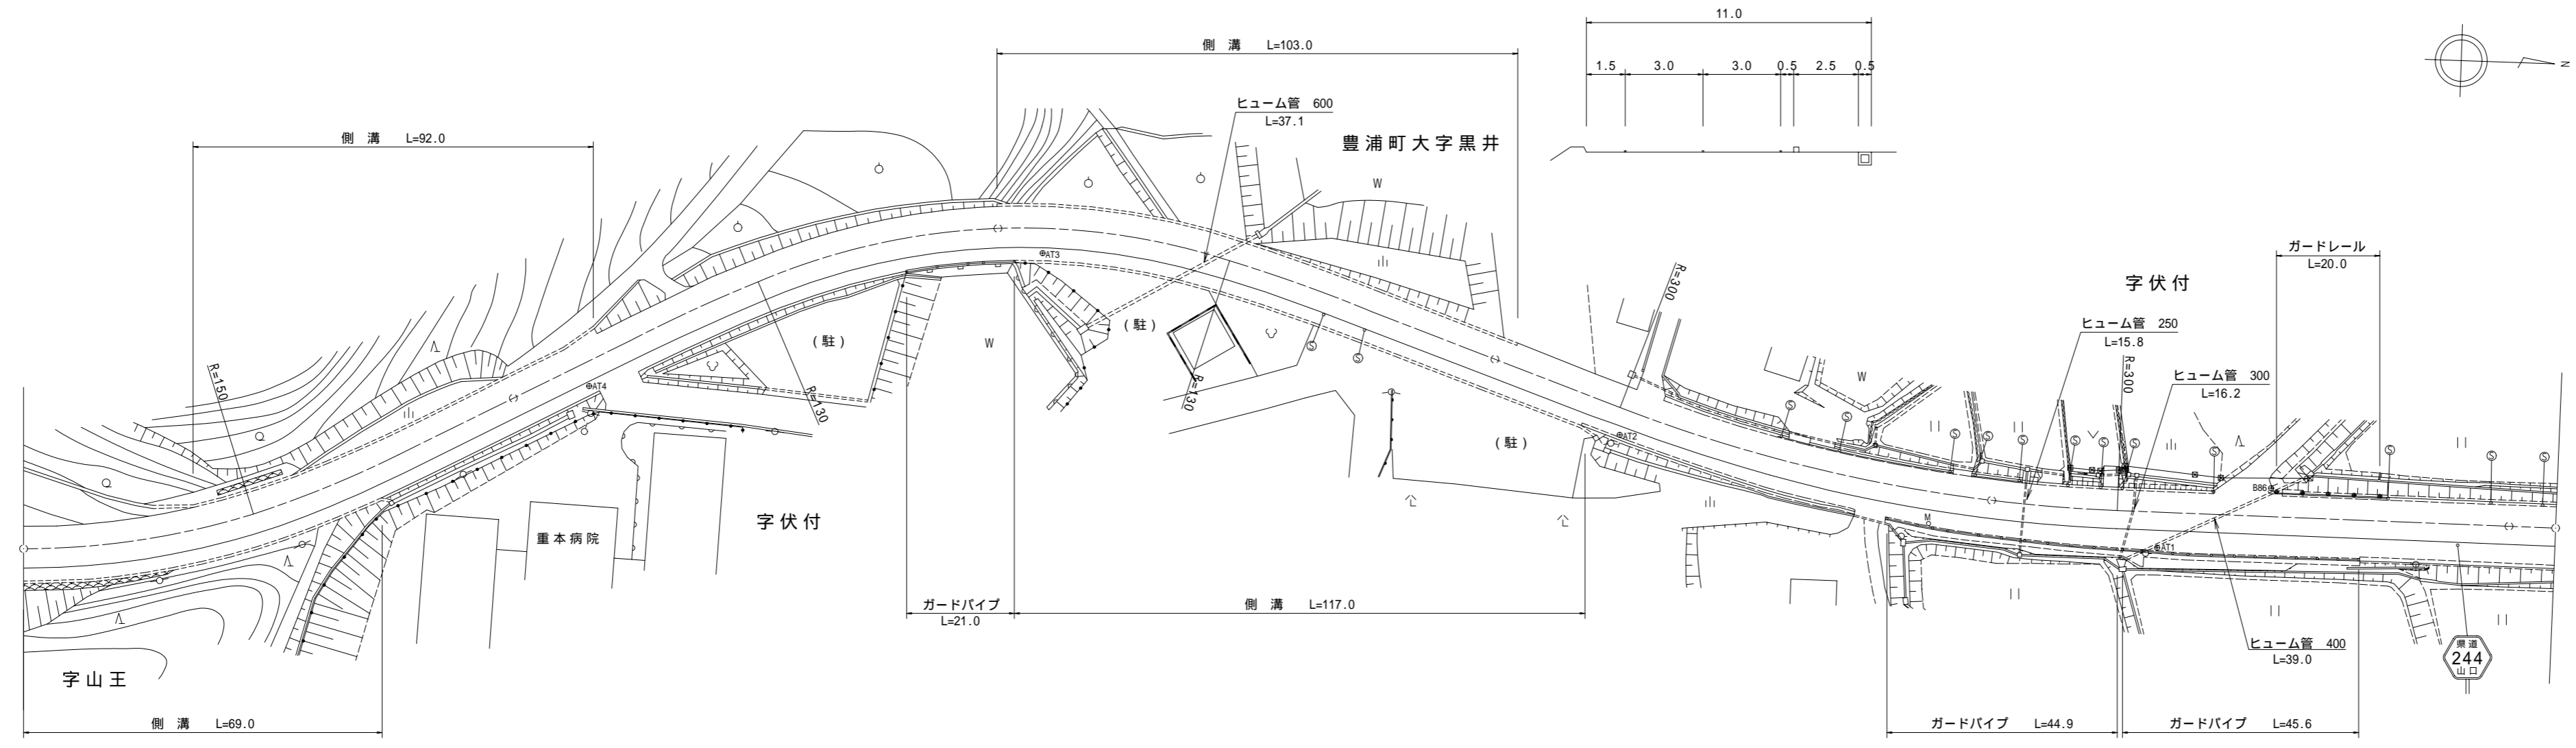 11.0
1.5 3.0 3.0 0.5 2.5 0.5
N
側 溝 L=103.0
側 溝 L=92.0
ヒューム管 600
L=37.1
豊浦町大字黒井
W
AT3
ガードレール
L=20.0
字伏付
R=300
ヒューム管 250
L=15.8
R=300
ヒューム管 300
L=16.2
(駐)
(駐)
W
W
R=150
R=130
R=130
AT4
(駐)
AT2
S
S
S
S
S
S
S
S
S
S
S
S
S
S
B86
M
AT1
字伏付
重本病院
ガードパイプ
L=21.0
側 溝 L=117.0
ヒューム管 400
L=39.0
県道
244
山口
字山王
側 溝 L=69.0
ガードパイプ L=44.9
ガードパイプ L=45.6